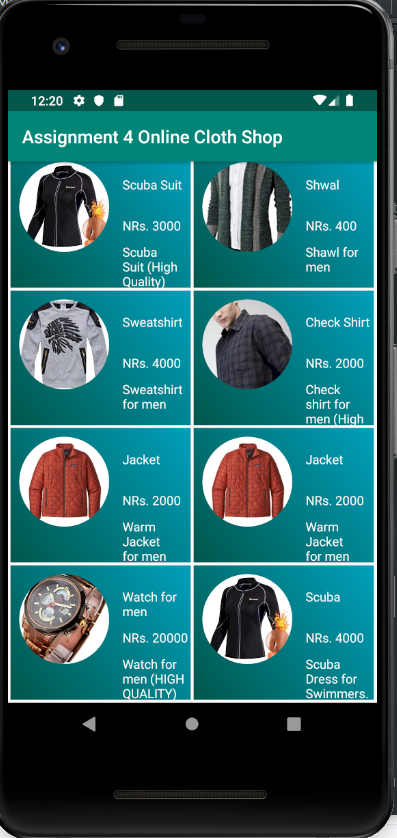 12:20
Assignment 4 Online Cloth Shop
Scuba Suit
NRs. 3000
Scuba
Suit (High
Quality)
Shwal
NRs. 400
Shawl for
men
Sweatshirt
NRs. 4000
Sweatshirt
for men
Check Shirt
NRs. 2000
Check
shirt for
men (High
Jacket
NRs. 2000
Warm
Jacket
for men
Jacket
NRs. 2000
Warm
Jacket
for men
Watch for
men
NRs. 20000
Watch for
men (HIGH
QUALITY)
Scuba
NRs. 4000
Scuba
Dress for
Swimmers.